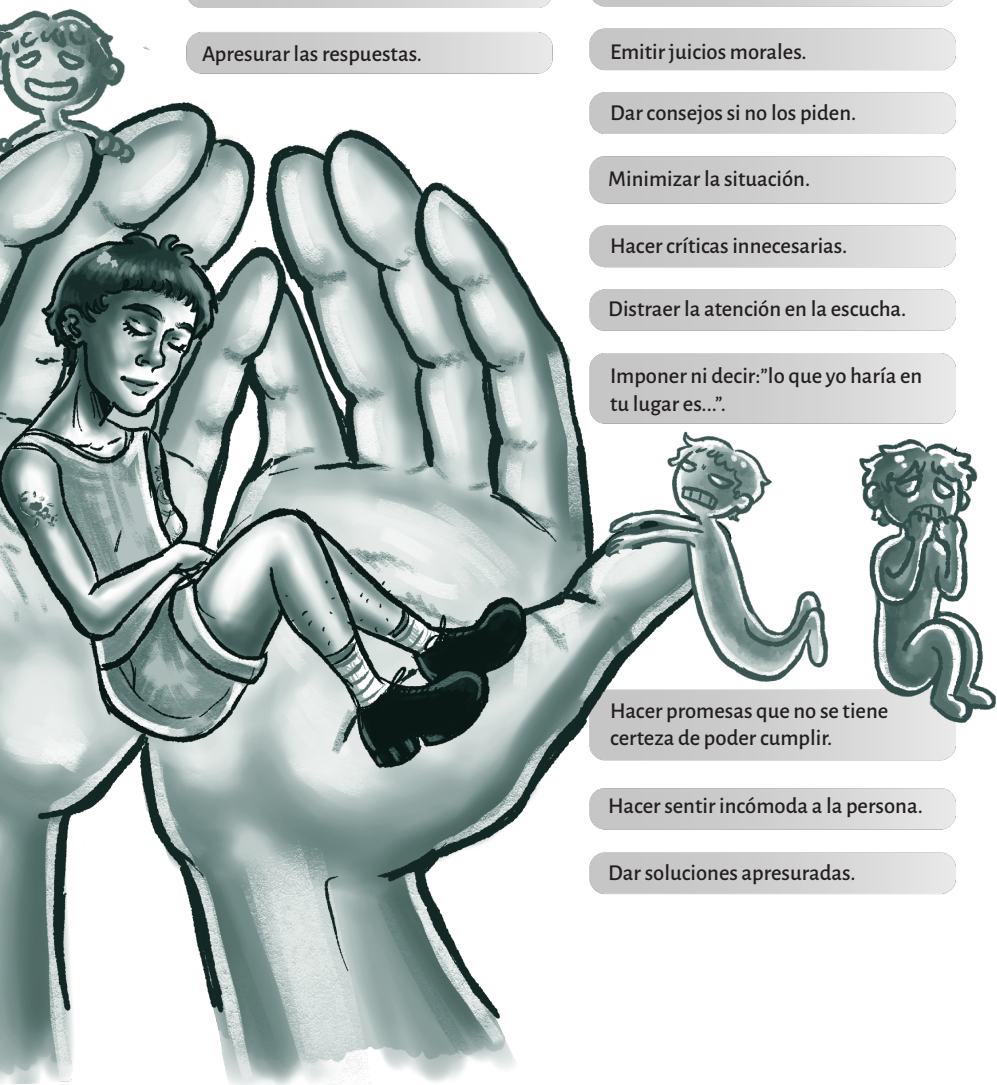 Apresurar las respuestas.
Emitir juicios morales.
Dar consejos si no los piden.
Minimizar la situación.
Hacer críticas innecesarias.
Distraer la atención en la escucha.
Imponer ni decir:”lo que yo haría en
tu lugar es...”.
Hacer promesas que no se tiene
certeza de poder cumplir.
Hacer sentir incómoda a la persona.
Dar soluciones apresuradas.